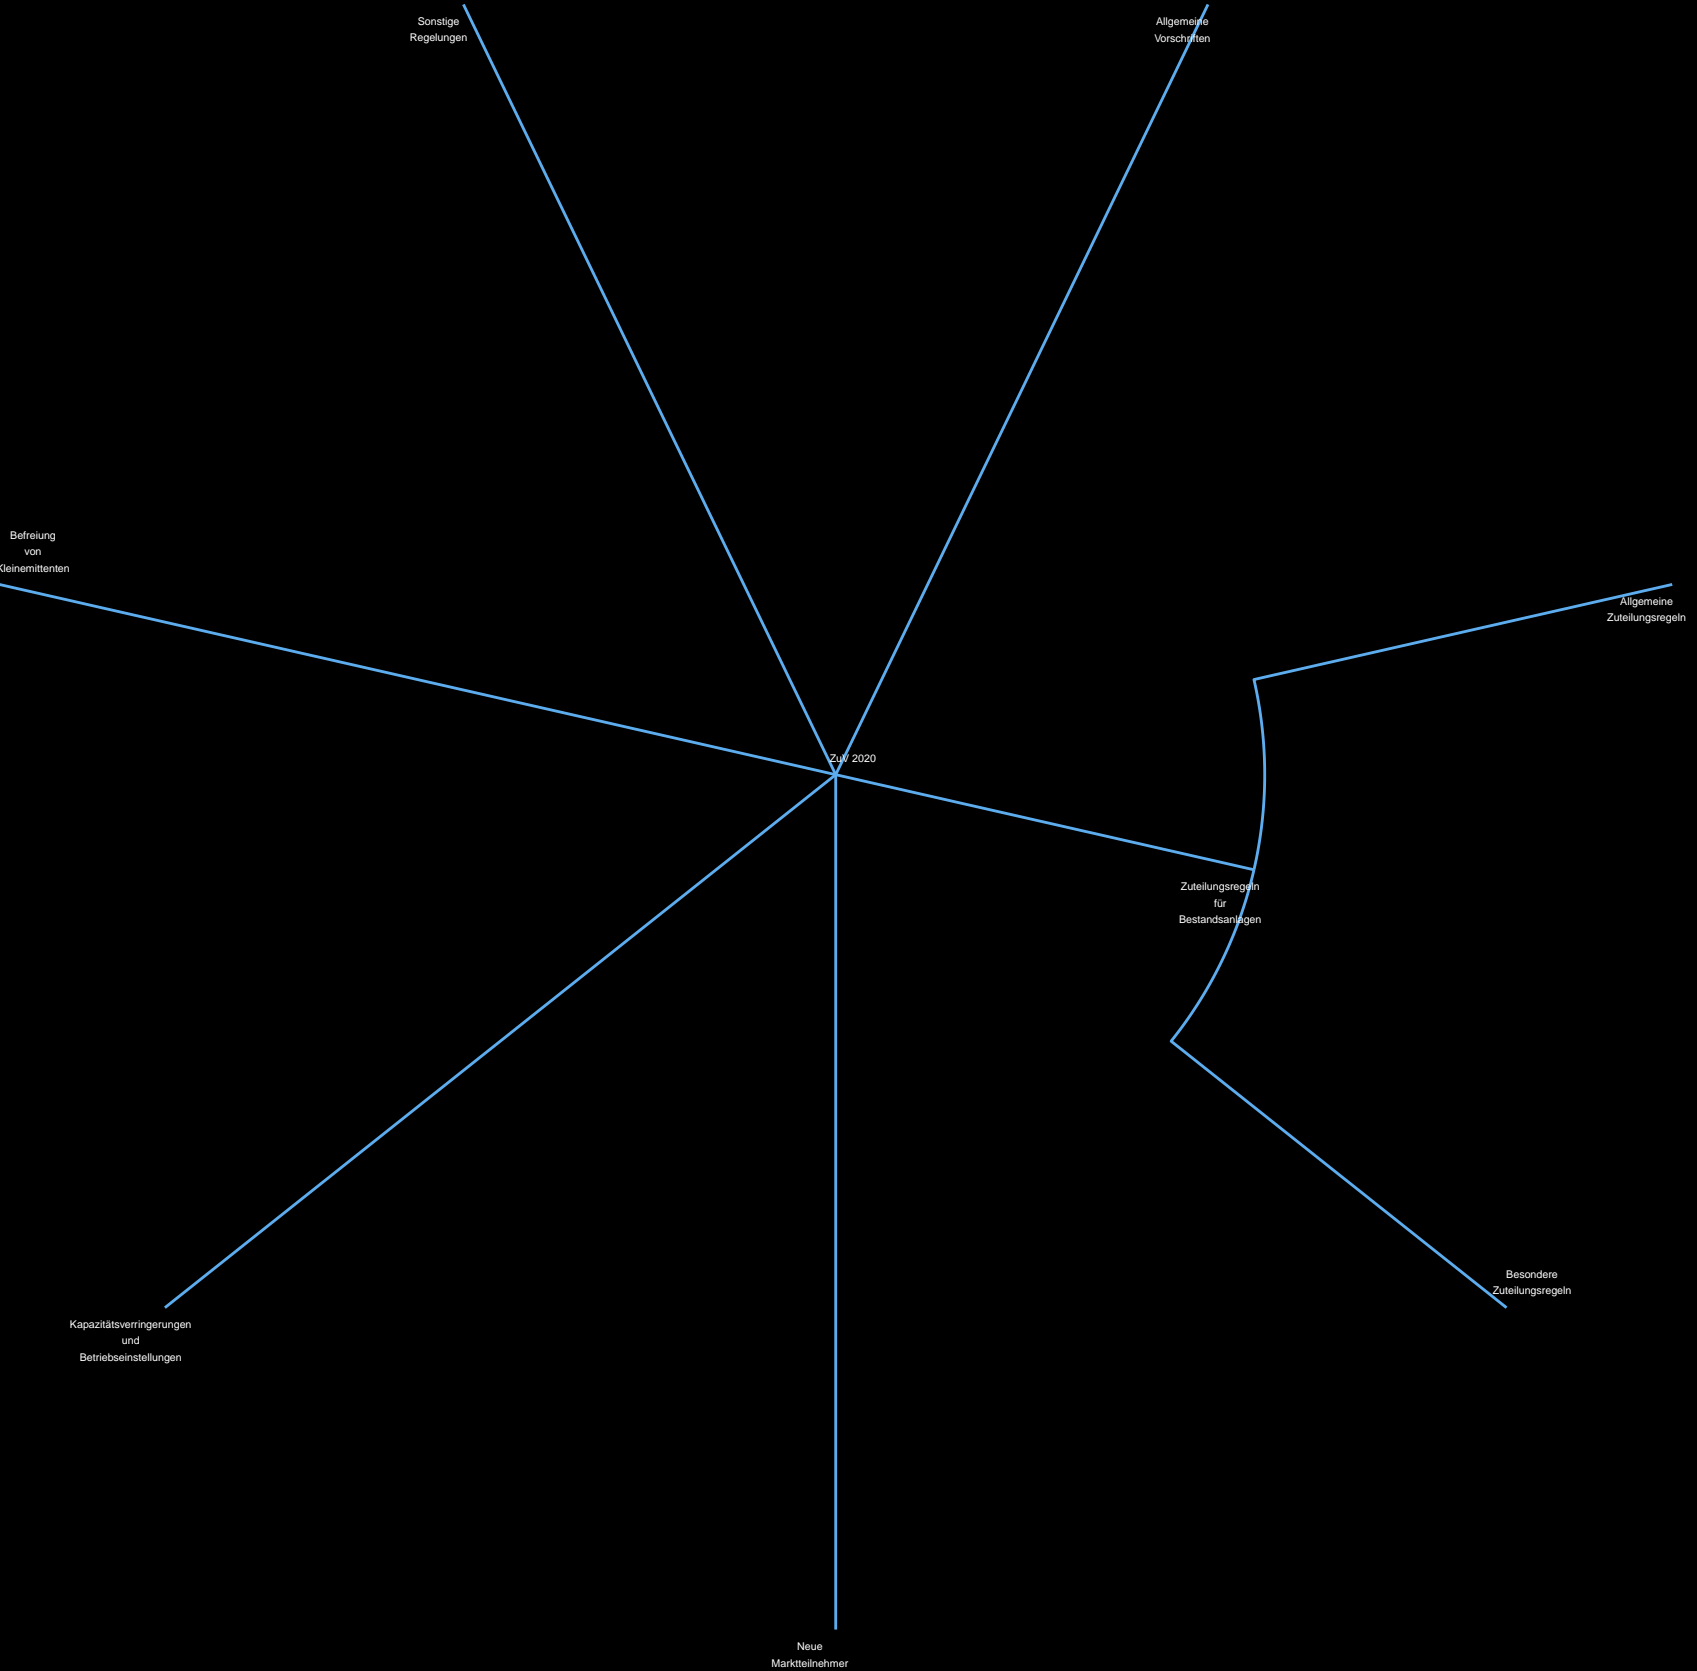 Sonstige
Regelungen
Allgemeine
Vorschriften
Befreiung
von
Kleinemittenten
Allgemeine
Zuteilungsregeln
ZuV 2020
Zuteilungsregeln
für
Bestandsanlagen
Besondere
Zuteilungsregeln
Kapazitätsverringerungen
und
Betriebseinstellungen
Neue
Marktteilnehmer